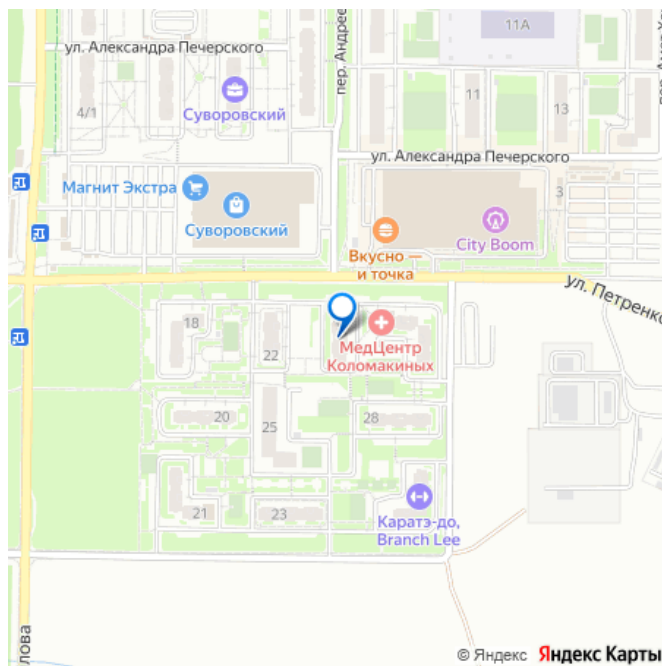 11А
ул. Александра Печерского
пер. Андрее
4/1
Суворовский
11
13
ул. Александра Печерского
3
Магнит Экстра
Суворовский
City Boom
Вкусно —
и точка
ул. Петренко
18
22
МедЦентр
Коломакиных
20
25
28
21
23
Каратэ-до,
Branch Lee
лова
© Яндекс Яндекс Карты